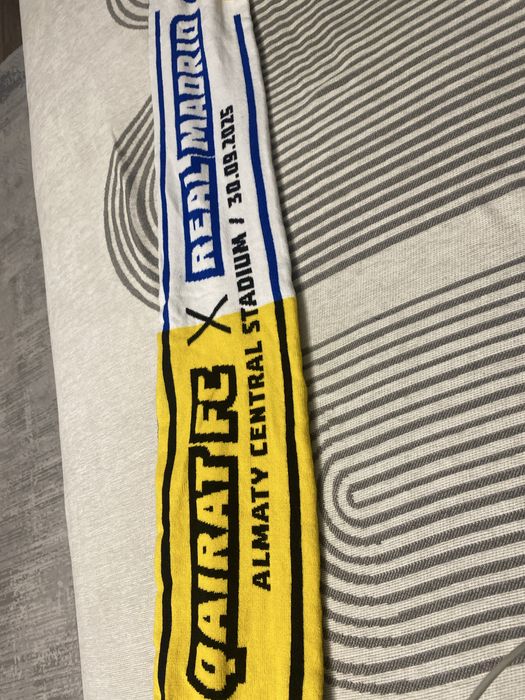 QAIRAT FC X REAL MADRID
ALMATY CENTRAL STADIUM / 30.09.2025